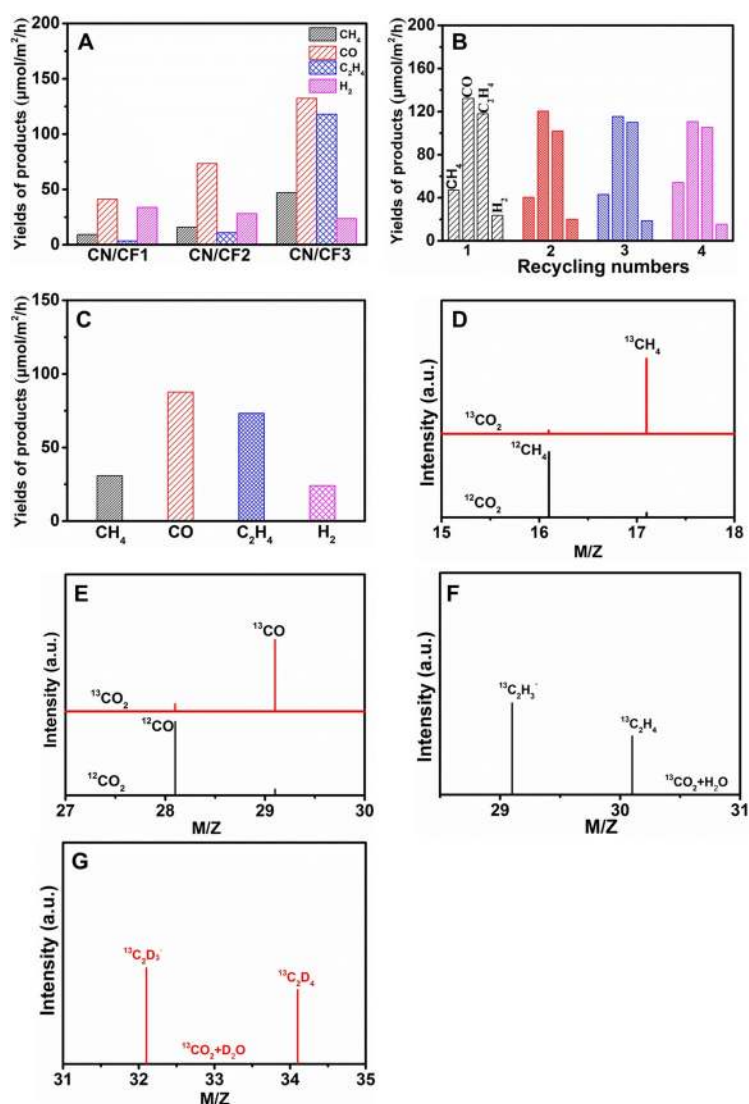 A
CH₄
CO
C₂H₄
H₂
Yields of products (μmol/m²/h)
200
150
100
50
0
CN/CF1 CN/CF2 CN/CF3
B
Yields of products (μmol/m²/h)
200
160
120
80
40
0
CH₄ CO C₂H₄ H₂
1 2 3 4
Recycling numbers
C
Yields of products (μmol/m²/h)
150
100
50
0
CH₄ CO C₂H₄ H₂
D
Intensity (a.u.)
¹³CH₄
¹³CO₂
¹²CH₄
¹²CO₂
15 16 17 18
M/Z
E
Intensity (a.u.)
¹³CO
¹³CO₂
¹²CO
¹²CO₂
27 28 29 30
M/Z
F
Intensity (a.u.)
¹³C₂H₃⁻
¹³C₂H₄
¹³CO₂+H₂O
29 30 31
M/Z
G
Intensity (a.u.)
¹³C₂D₃⁻
¹³C₂D₄
¹³CO₂+D₂O
31 32 33 34 35
M/Z